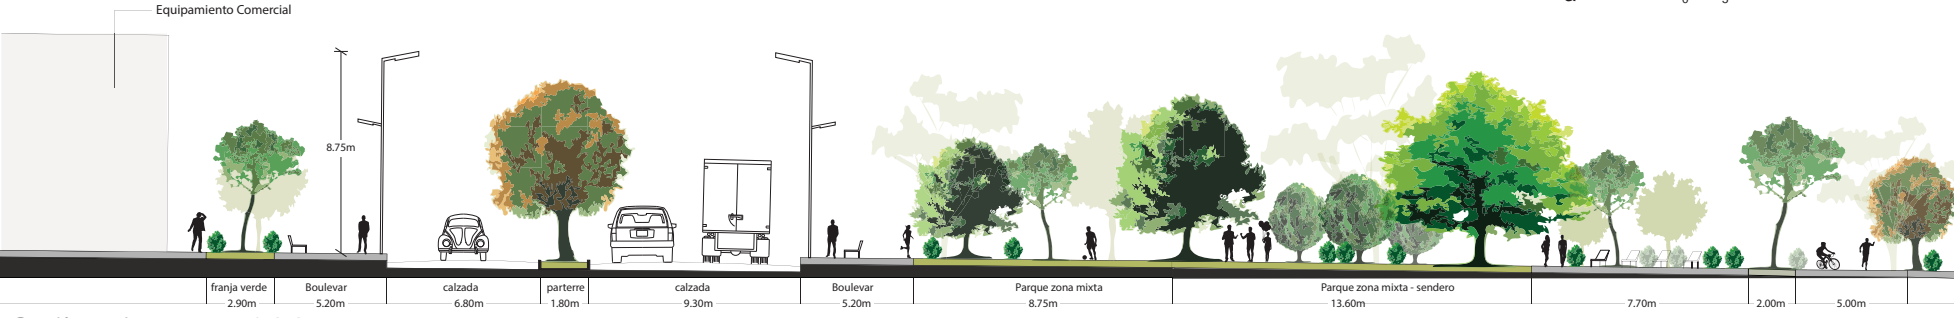 Equipamiento Comercial
8.75m
franja verde Boulevar calzada parterre calzada Boulevar Parque zona mixta Parque zona mixta - sendero
2.90m 5.20m 6.80m 1.80m 9.30m 5.20m 8.75m 13.60m 7.70m 2.00m 5.00m